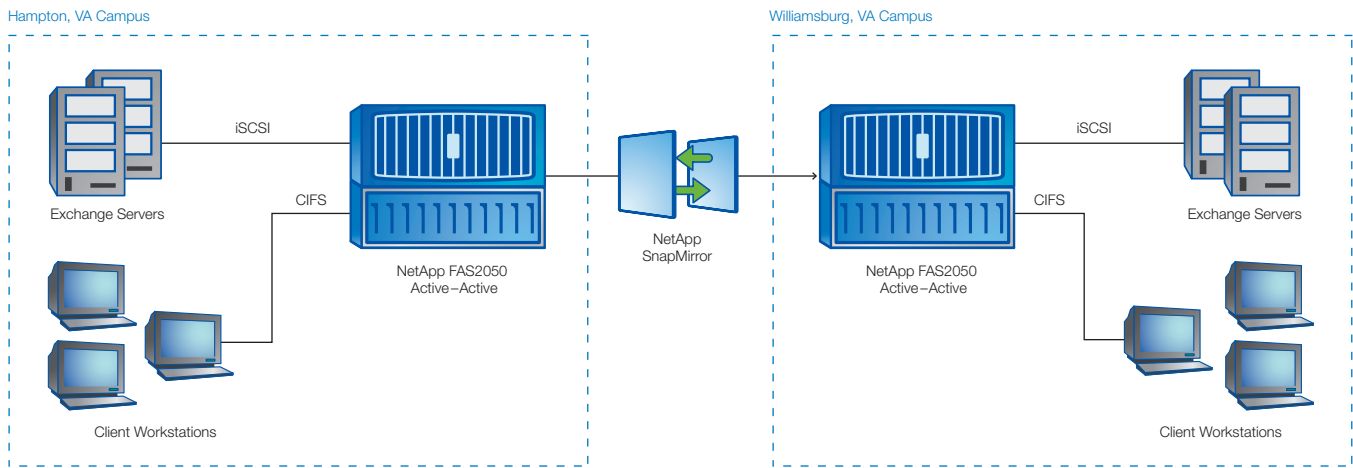 Hampton, VA Campus
Williamsburg, VA Campus
iSCSI
CIFS
Exchange Servers
NetApp FAS2050
Active–Active
Client Workstations
NetApp
SnapMirror
iSCSI
CIFS
Exchange Servers
NetApp FAS2050
Active–Active
Client Workstations